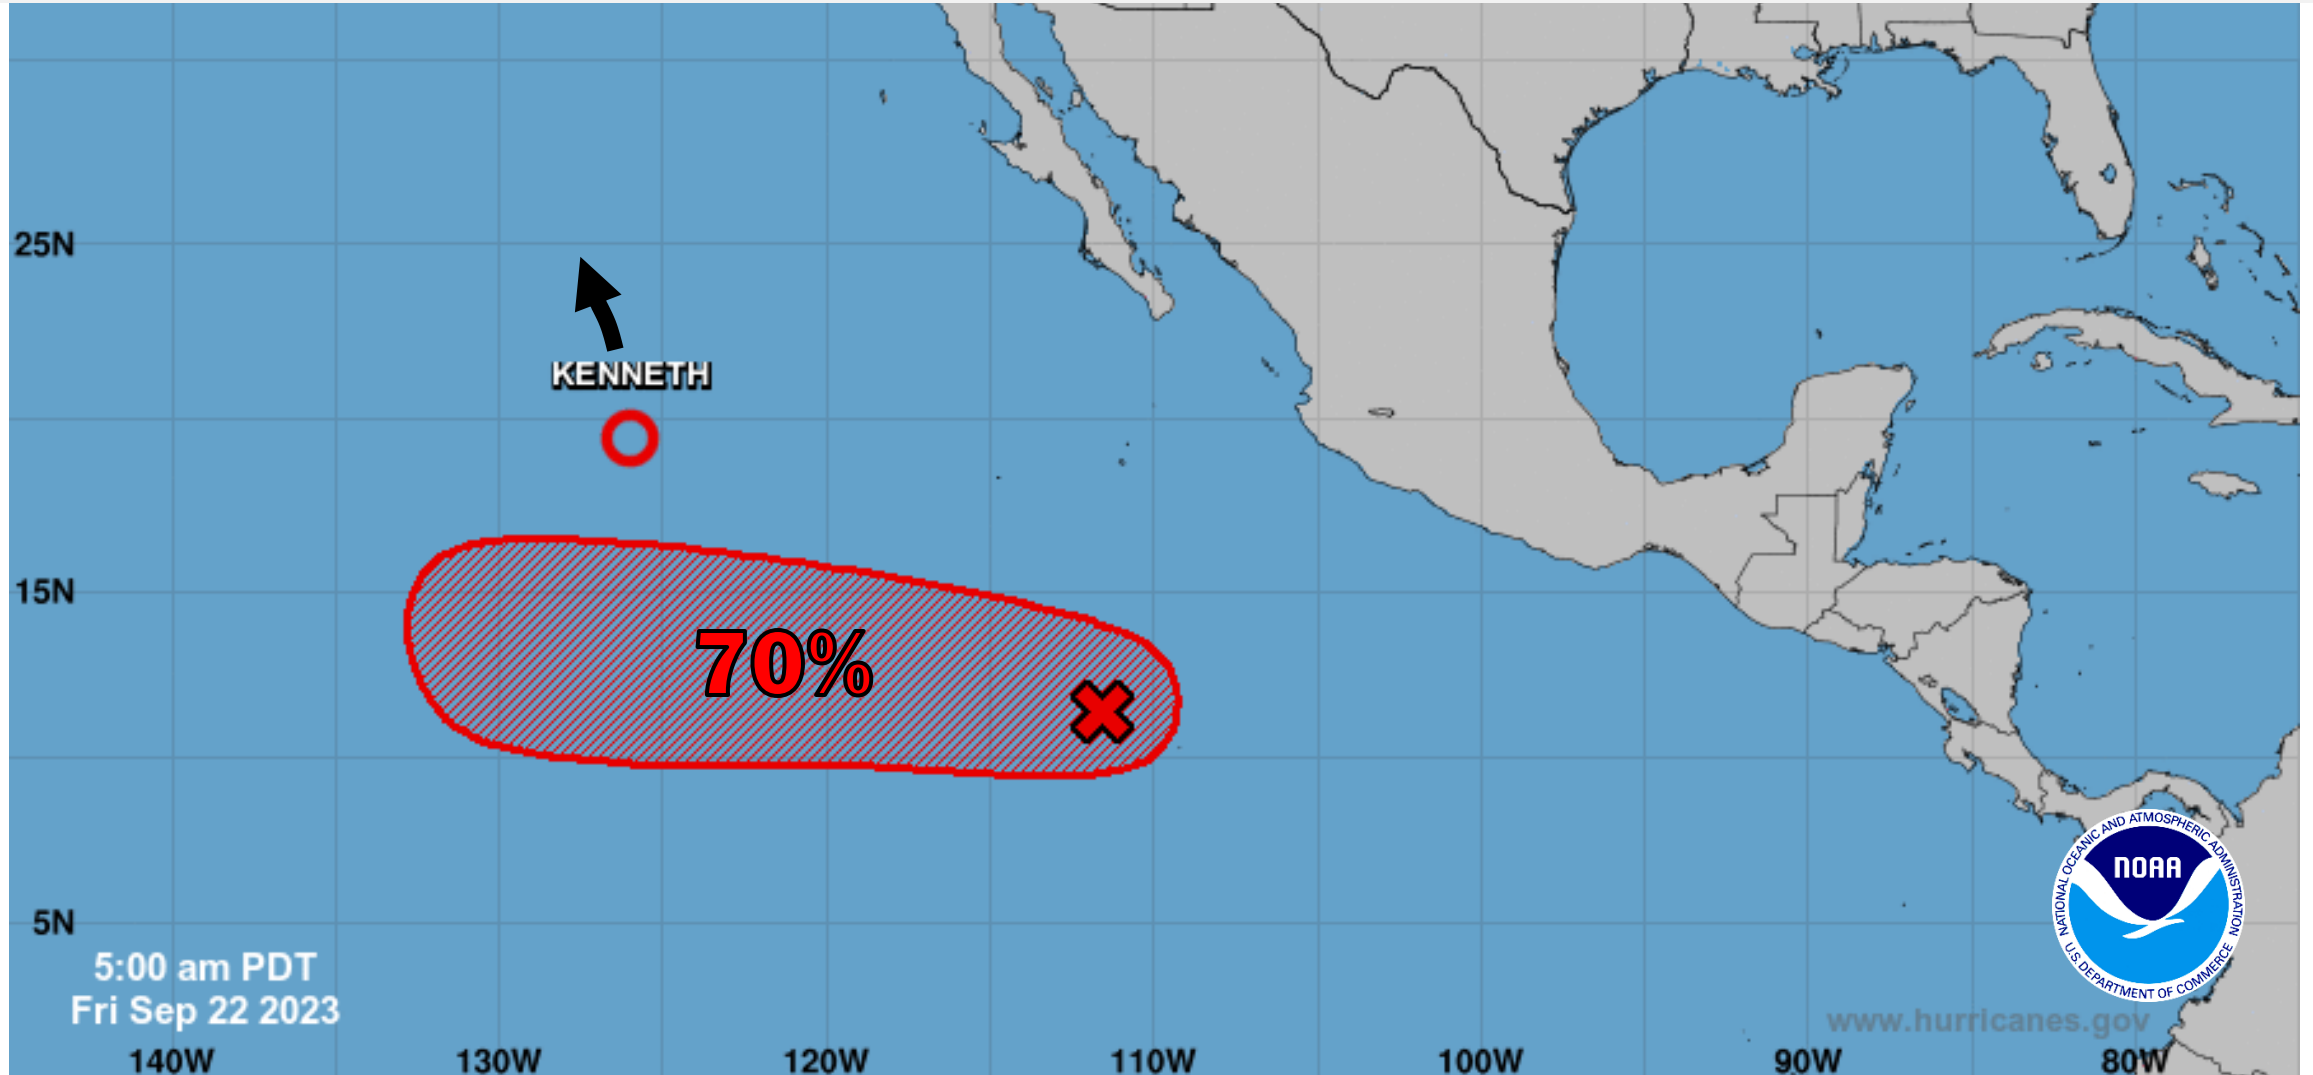 25N
KENNETH
15N
70%
5N
NATIONAL OCEANIC AND ATMOSPHERIC ADMINISTRATION
NOAA
U.S. DEPARTMENT OF COMMERCE
5:00 am PDT
Fri Sep 22 2023
www.hurricanes.gov
140W 130W 120W 110W 100W 90W 80W